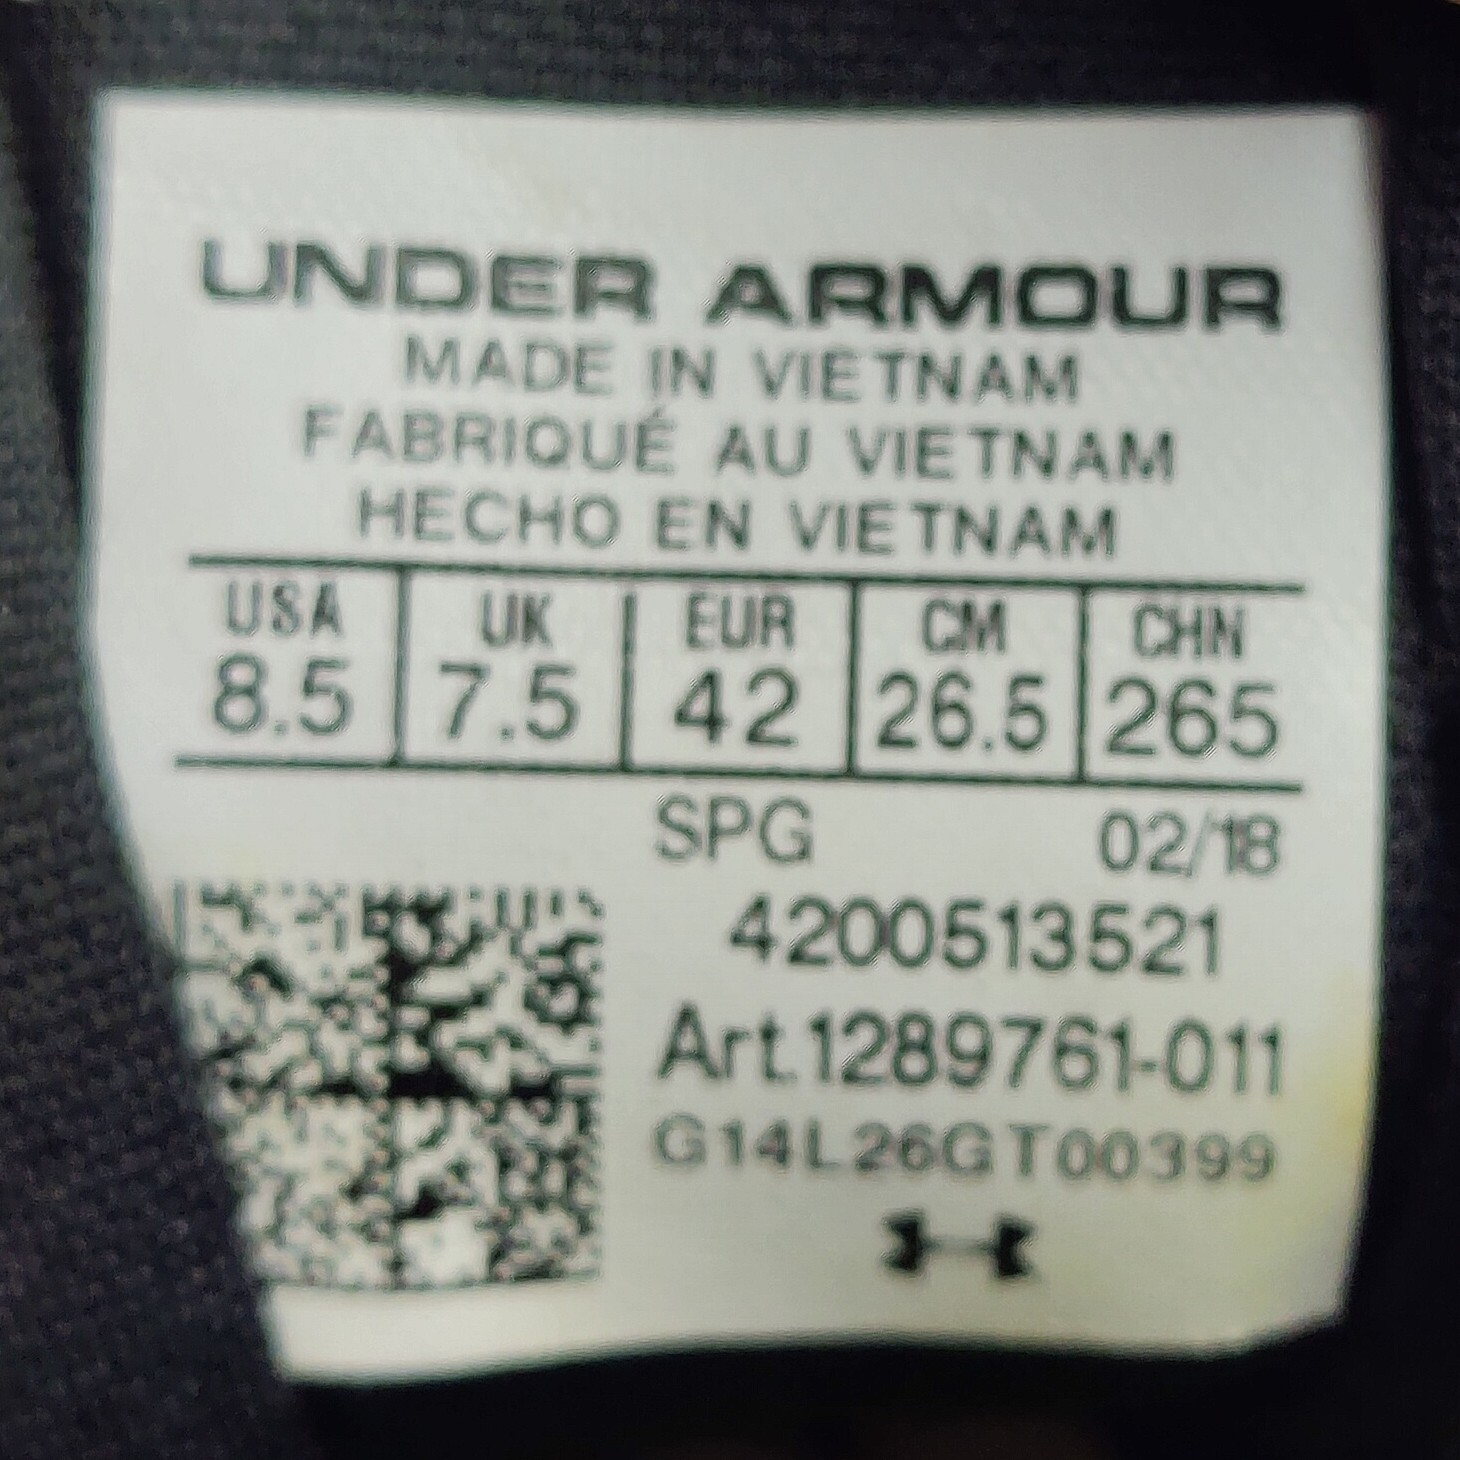 UNDER ARMOUR
MADE IN VIETNAM
FABRIQUÉ AU VIETNAM
HECHO EN VIETNAM
USA UK EUR CM CHN
8.5 7.5 42 26.5 265
SPG 02/18
4200513521
Art.1289761-011
G14L26GT00399